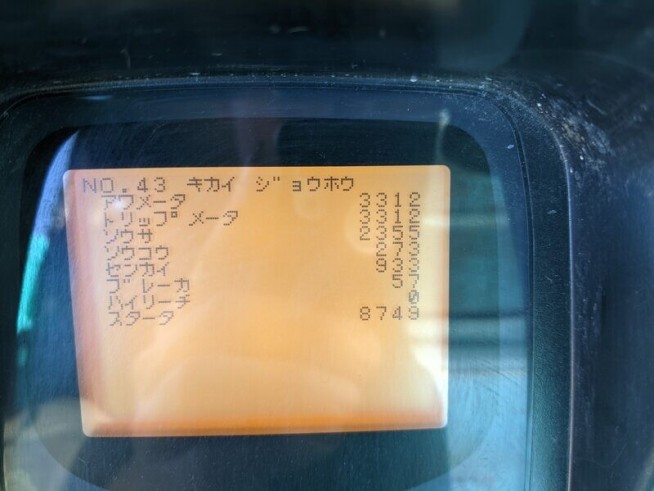 NO.43 キカイ ジョウホウ
アワメータ 3312
トリップメータ 3312
ソウサ 2355
ソウコウ 273
センカイ 933
ブレーカ 57
ハイリーチ 0
スタータ 8749